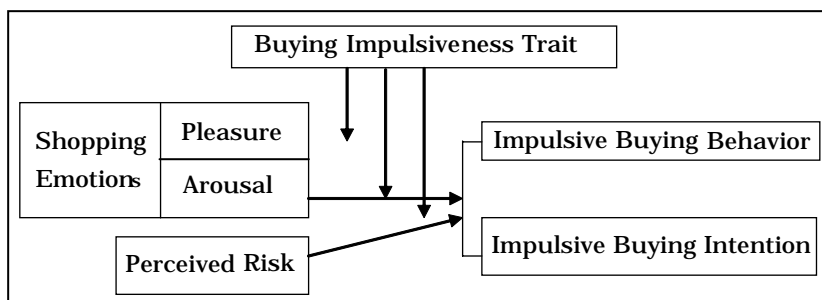 Buying Impulsiveness Trait
Shopping
Emotions
Pleasure
Arousal
Perceived Risk
Impulsive Buying Behavior
Impulsive Buying Intention